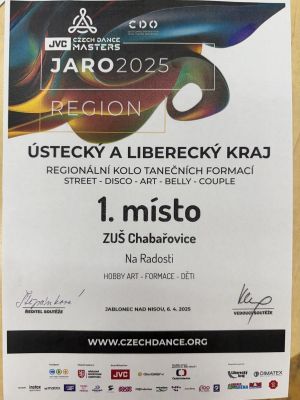 JVC CZECH DANCE MASTERS
CDO
JARO2025
REGION
ÚSTECKÝ A LIBERECKÝ KRAJ
REGIONÁLNÍ KOLO TANEČNÍCH FORMACÍ
STREET - DISCO - ART - BELLY - COUPLE
1. místo
ZUŠ Chabařovice
Na Radosti
HOBBY ART - FORMACE - DĚTI
ŘEDITEL SOUTĚŽE
JABLONEC NAD NISOU, 6. 4. 2025
VEDOUCÍ SOUTĚŽE
WWW.CZECHDANCE.ORG
JVC
DIMATEX